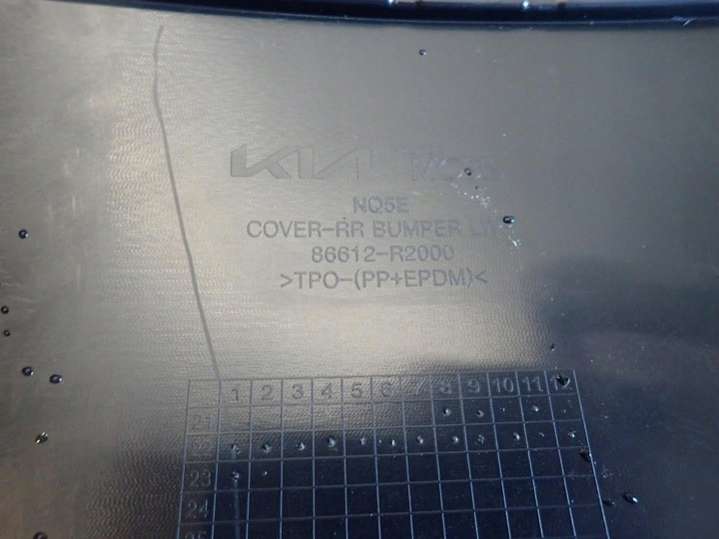 KIA
NQ5E
COVER-RR BUMPER
86612-R2000
>TPO-(PP+EPDM)<
1 2 3 4 5 6 7 8 9 10 11 12
21
22
23
24
25